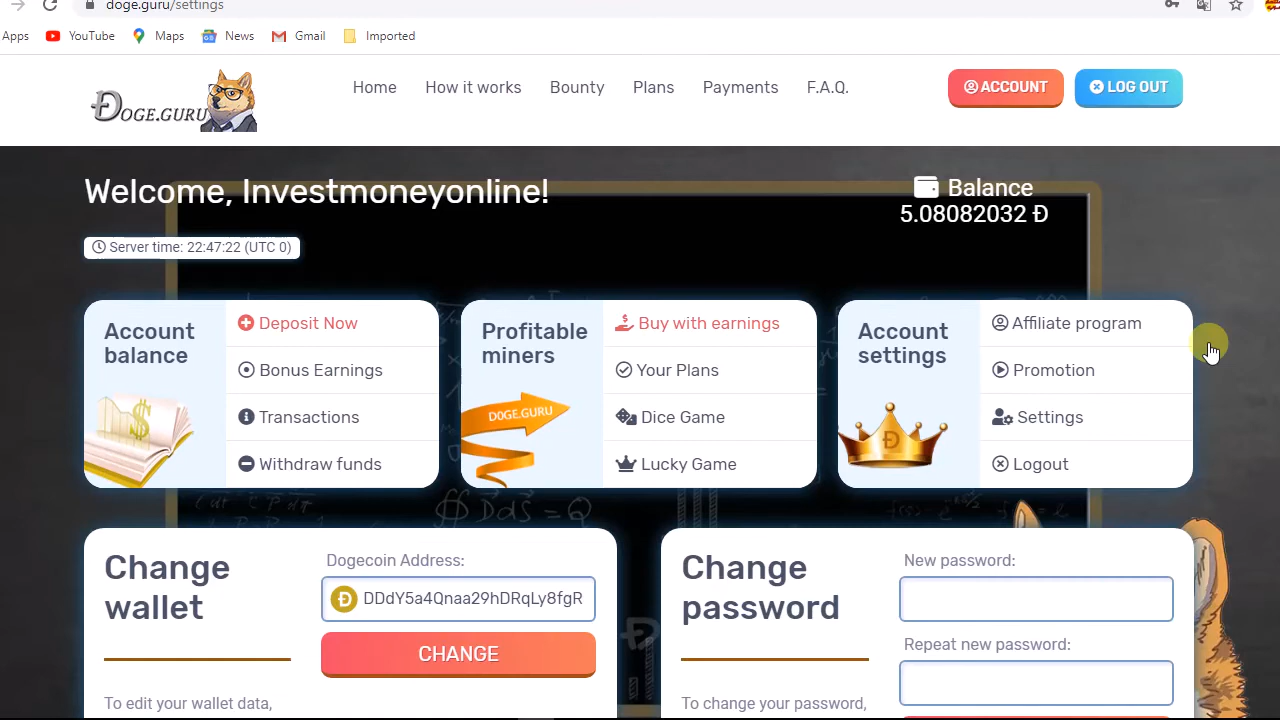 doge.guru/settings
Apps YouTube Maps News Gmail Imported
ĐOGE.GURU Home How it works Bounty Plans Payments F.A.Q. ACCOUNT LOG OUT
Welcome, Investmoneyonline!
Balance
5.08082032 Đ
Server time: 22:47:22 (UTC 0)
Account balance
Deposit Now
Bonus Earnings
Transactions
Withdraw funds
Profitable miners
DOGE.GURU
Buy with earnings
Your Plans
Dice Game
Lucky Game
Account settings
Affiliate program
Promotion
Settings
Logout
Change
wallet
Dogecoin Address:
DDdY5a4Qnaa29hDRqLy8fgR
CHANGE
To edit your wallet data,
Change
password
New password:
Repeat new password:
To change your password,